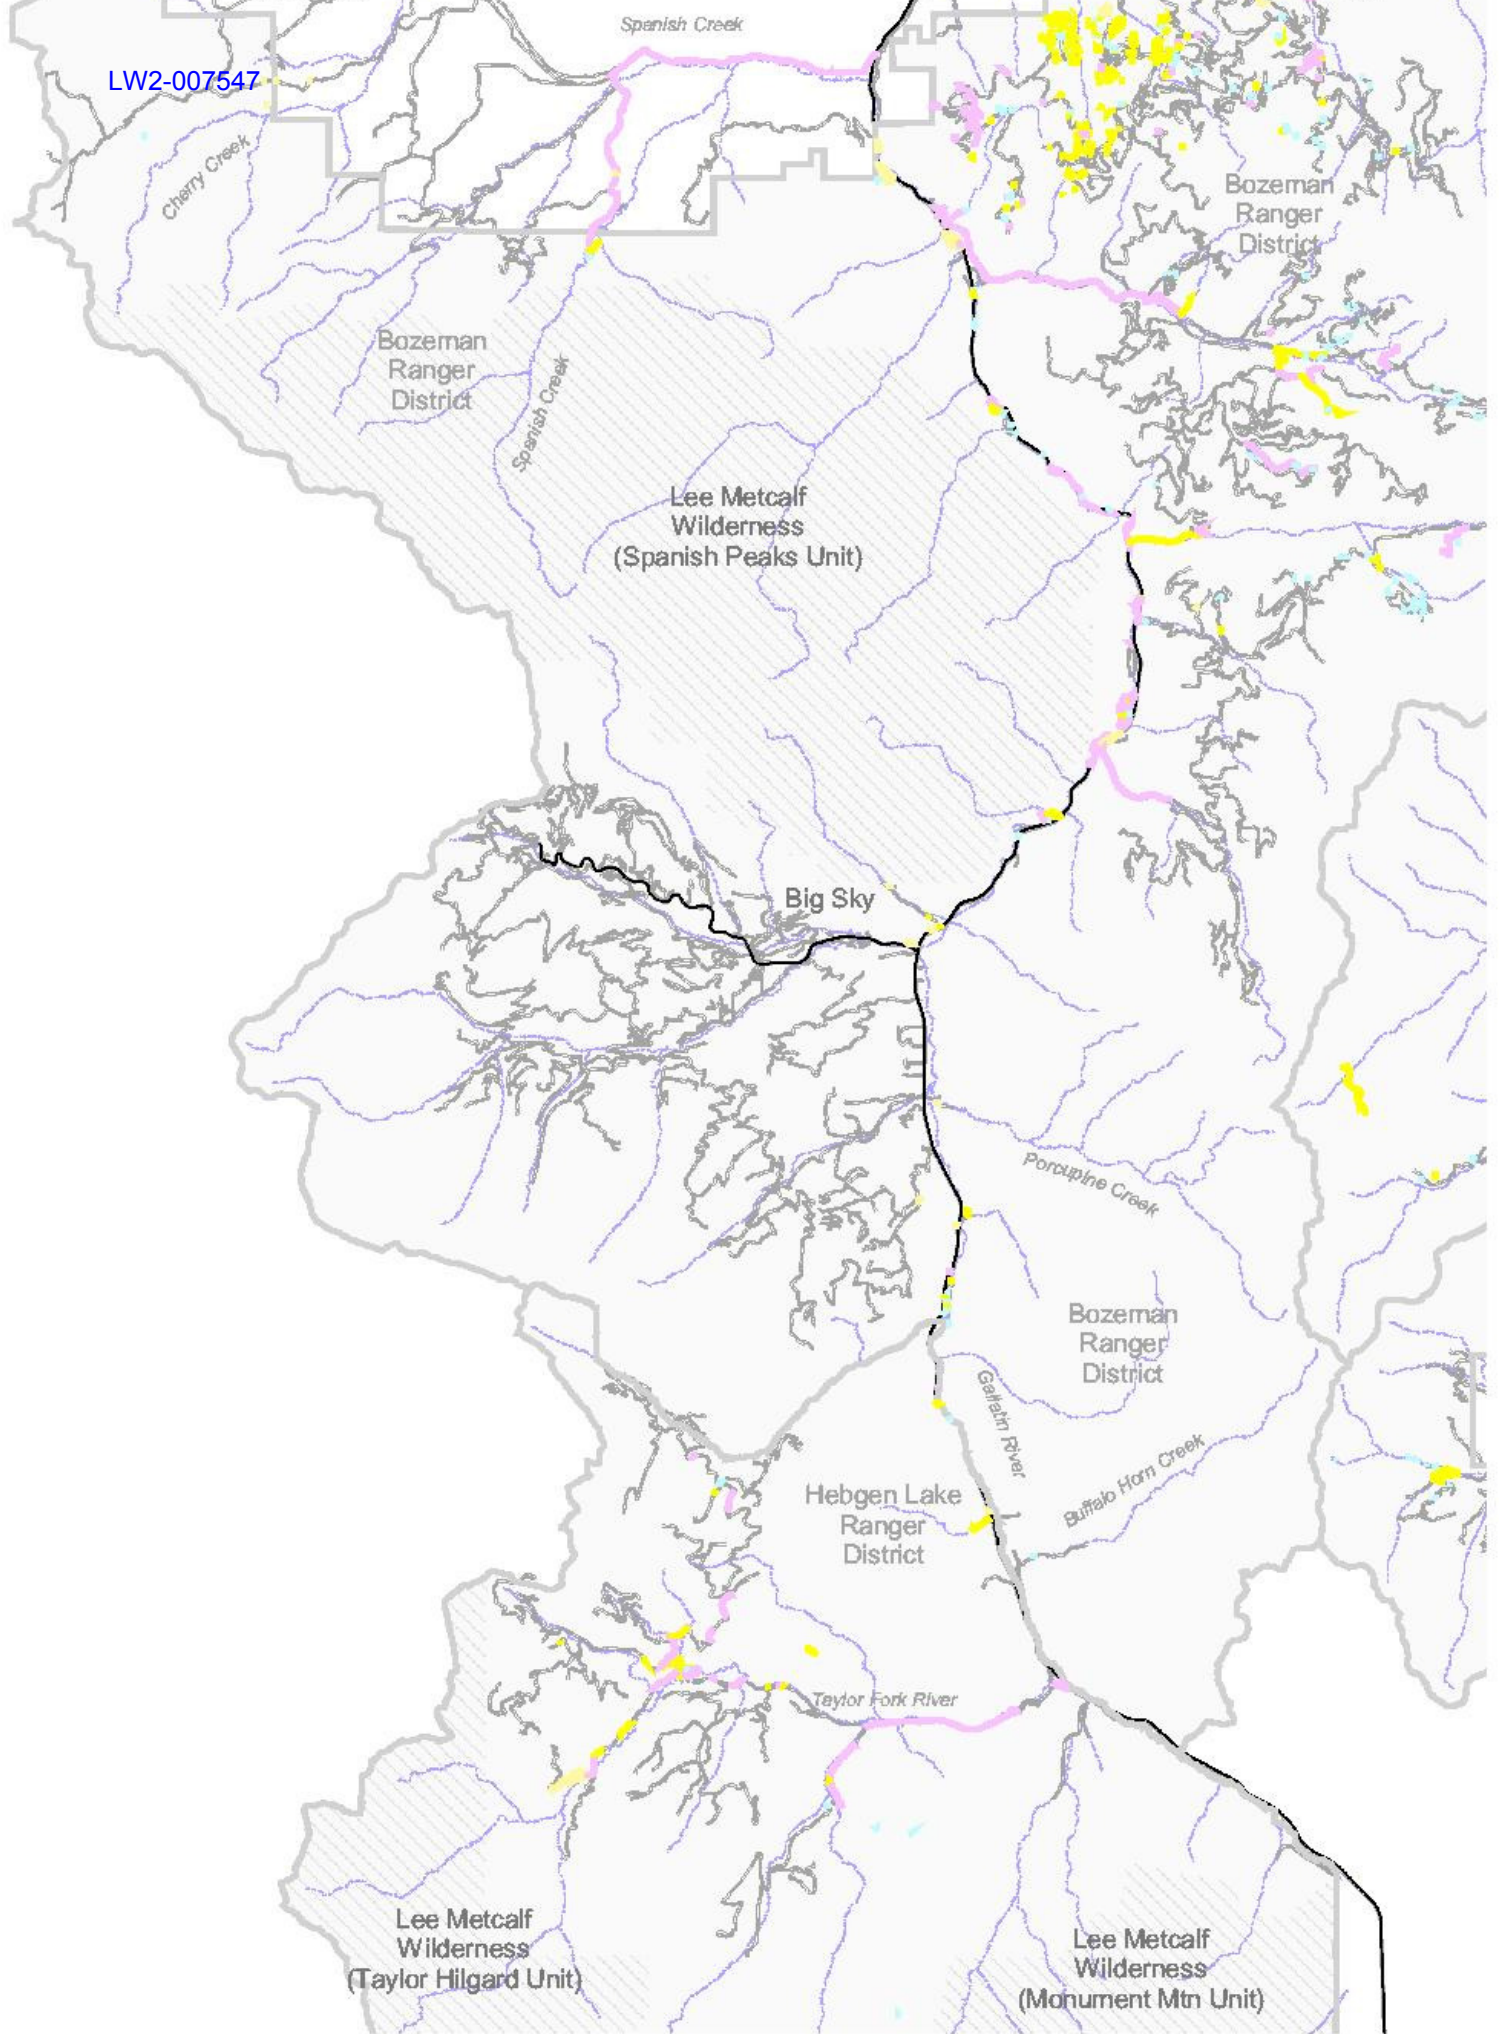 Spanish Creek
LW2-007547
Cherry Creek
Bozeman
Ranger
District
Bozeman
Ranger
District
Spanish Creek
Lee Metcalf
Wilderness
(Spanish Peaks Unit)
Big Sky
Porcupine Creek
Bozeman
Ranger
District
Gallatin River
Buffalo Horn Creek
Hebgen Lake
Ranger
District
Taylor Fork River
Lee Metcalf
Wilderness
(Taylor Hilgard Unit)
Lee Metcalf
Wilderness
(Monument Mtn Unit)